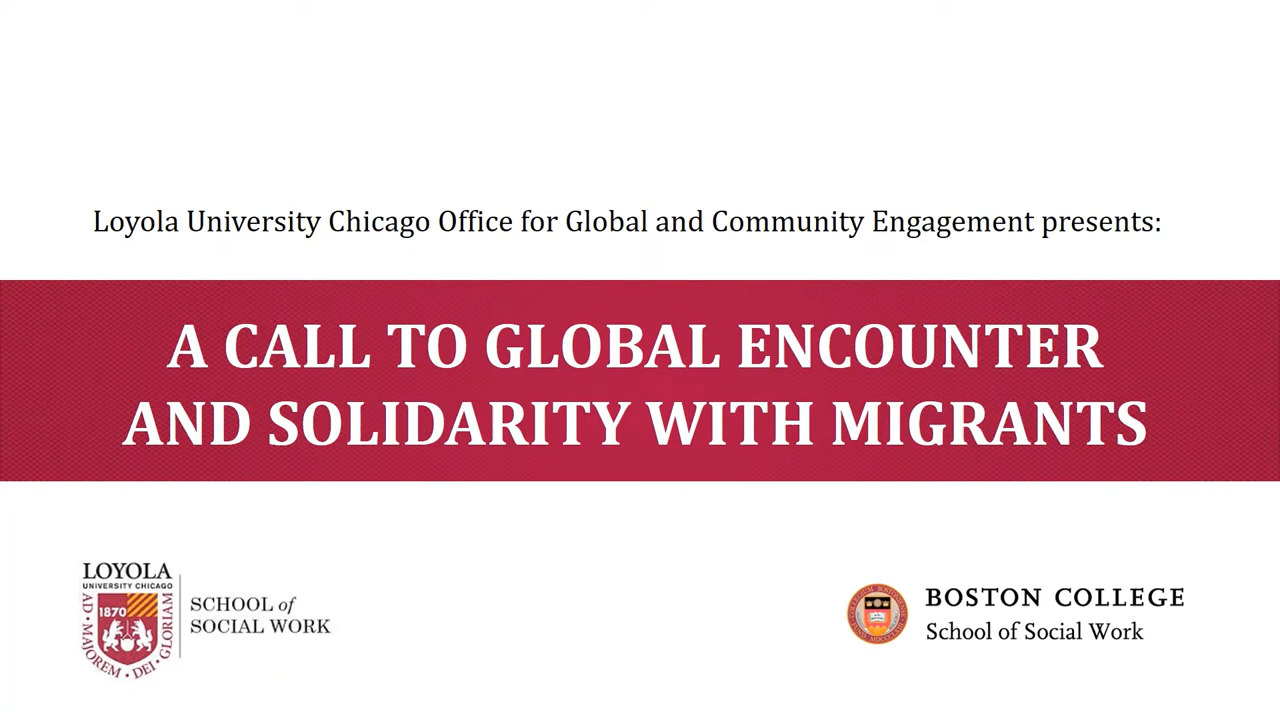 Loyola University Chicago Office for Global and Community Engagement presents:
A CALL TO GLOBAL ENCOUNTER
AND SOLIDARITY WITH MIGRANTS
LOYOLA
UNIVERSITY CHICAGO
1870
AD • MAJOREM • DEI • GLORIAM
SCHOOL of
SOCIAL WORK
BOSTON COLLEGE
School of Social Work